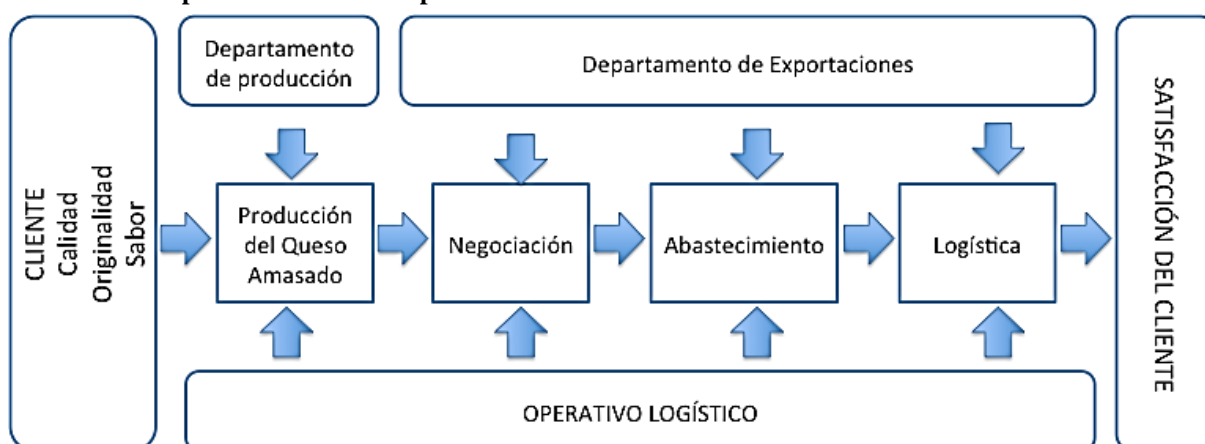 Departamento
de producción
Departamento de Exportaciones
CLIENTE
Calidad
Originalidad
Sabor
Producción
del Queso
Amasado
Negociación
Abastecimiento
Logística
SATISFACCIÓN DEL CLIENTE
OPERATIVO LOGÍSTICO